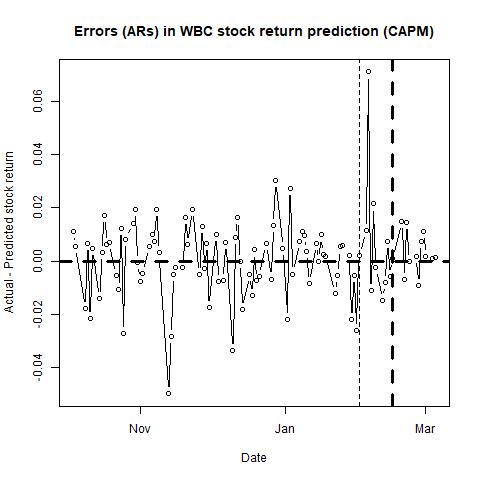 Errors (ARs) in WBC stock return prediction (CAPM)
Actual - Predicted stock return
0.06
0.04
0.02
0.00
-0.02
-0.04
Nov Jan Mar
Date